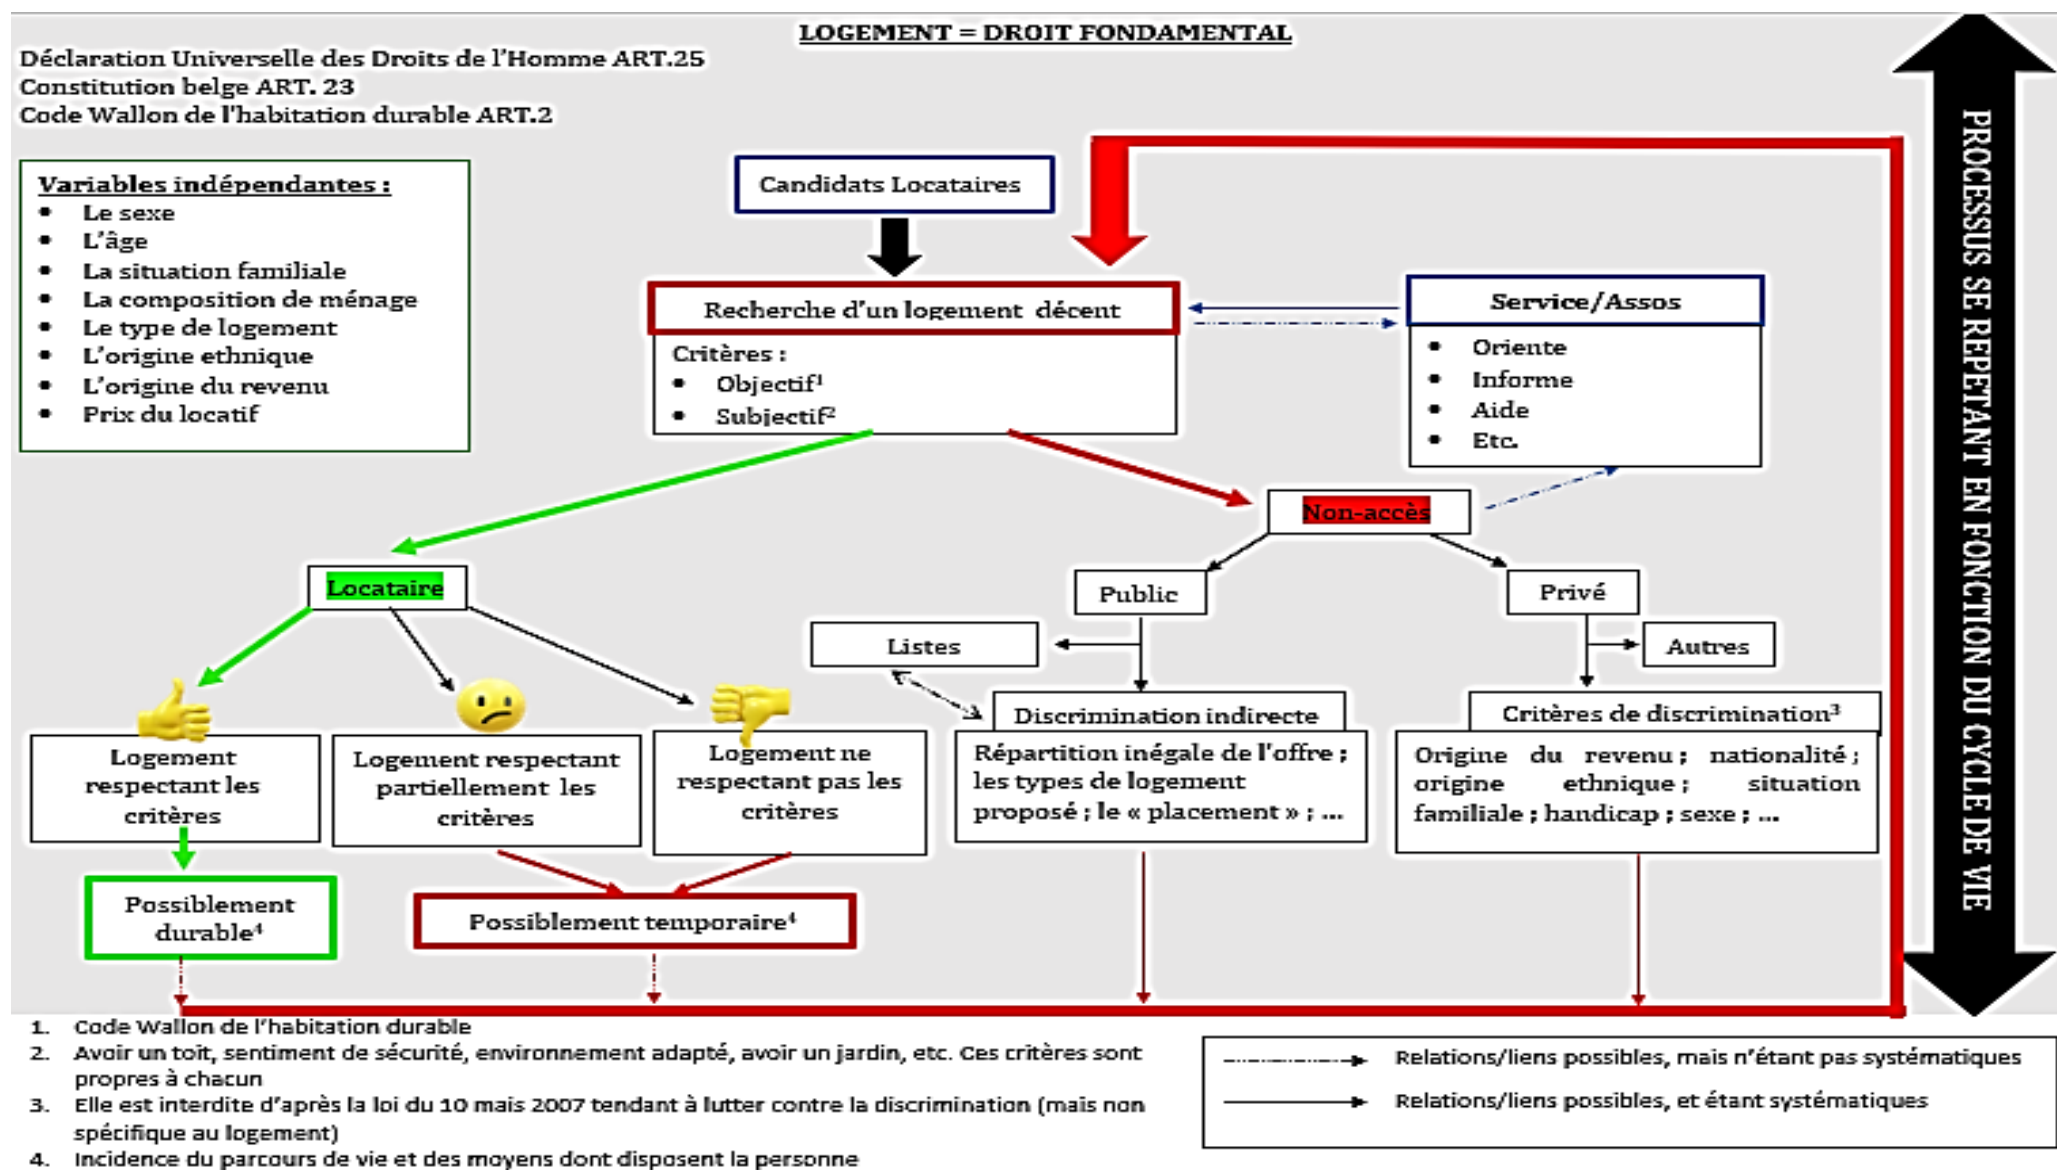 LOGEMENT = DROIT FONDAMENTAL
Déclaration Universelle des Droits de l'Homme ART.25
Constitution belge ART. 23
Code Wallon de l'habitation durable ART.2
Variables indépendantes :
• Le sexe
• L'âge
• La situation familiale
• La composition de ménage
• Le type de logement
• L'origine ethnique
• L'origine du revenu
• Prix du locatif
Candidats Locataires
Recherche d'un logement décent
Critères :
• Objectif¹
• Subjectif²
Service/Assos
• Oriente
• Informe
• Aide
• Etc.
Non-accès
Locataire
Public
Privé
Listes
Autres
Discrimination indirecte
Répartition inégale de l'offre ;
les types de logement
proposé ; le « placement » ; ...
Critères de discrimination³
Origine du revenu ; nationalité ;
origine ethnique ; situation
familiale ; handicap ; sexe ; ...
Logement
respectant les
critères
Logement respectant
partiellement les
critères
Logement ne
respectant pas les
critères
Possiblement
durable⁴
Possiblement temporaire⁴
PROCESSUS SE REPETANT EN FONCTION DU CYCLE DE VIE
1. Code Wallon de l'habitation durable
2. Avoir un toit, sentiment de sécurité, environnement adapté, avoir un jardin, etc. Ces critères sont
propres à chacun
3. Elle est interdite d'après la loi du 10 mais 2007 tendant à lutter contre la discrimination (mais non
spécifique au logement)
4. Incidence du parcours de vie et des moyens dont disposent la personne
Relations/liens possibles, mais n'étant pas systématiques
Relations/liens possibles, et étant systématiques